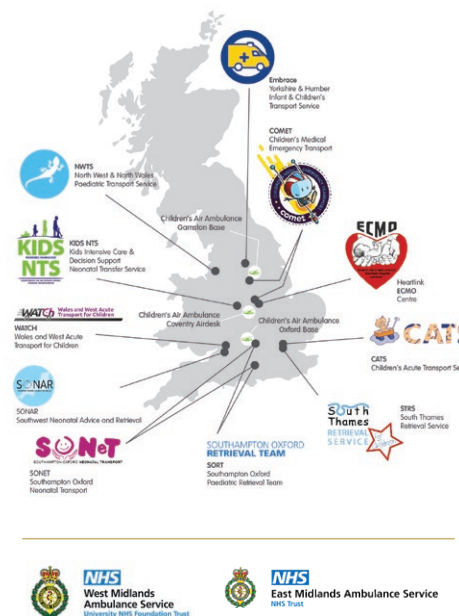 Embrace
Yorkshire & Humber
Infant & Children's
Transport Service
COMET
Children's Medical
Emergency Transport
comet
NWTS
North West & North Wales
Paediatric Transport Service
Children's Air Ambulance
Gamston Base
ECMO
KIDS
NTS
KIDS NTS
Kids Intensive Care &
Decision Support
Neonatal Transfer Service
Heartlink
ECMO
Centre
WATCh Wales and West Acute
Transport for Children
WATCH
Wales and West Acute
Transport for Children
Children's Air Ambulance
Coventry Airdesk
Children's Air Ambulance
Oxford Base
CATS
CATS
Children's Acute Transport Se
SONAR
SONAR
Southwest Neonatal Advice and Retrieval
South
Thames
RETRIEVAL
SERVICE
STRS
South Thames
Retrieval Service
SONeT
SOUTHAMPTON OXFORD NEONATAL TRANSPORT
SONET
Southampton Oxford
Neonatal Transport
SOUTHAMPTON OXFORD
RETRIEVAL TEAM
SORT
Southampton Oxford
Paediatric Retrieval Team
NHS
West Midlands
Ambulance Service
University NHS Foundation Trust
NHS
East Midlands Ambulance Service
NHS Trust